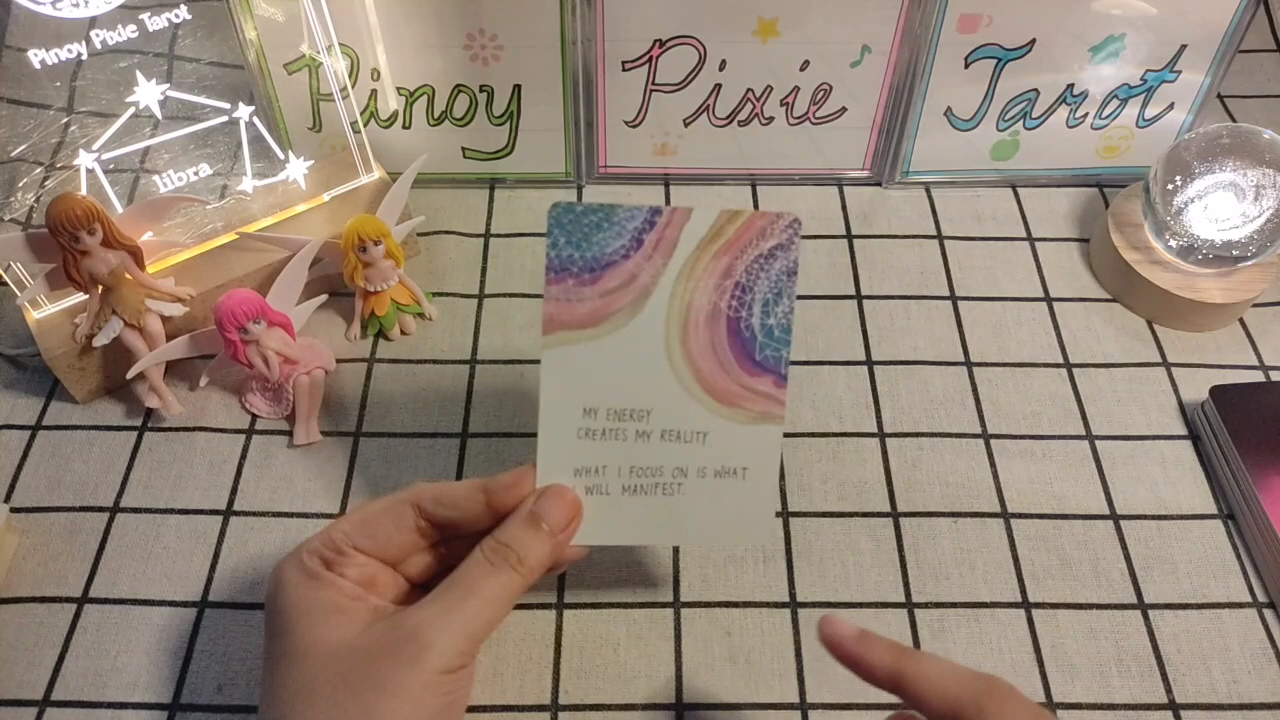 Pinoy Pixie Tarot
libra
Pinoy
Pixie
Tarot
MY ENERGY
CREATES MY REALITY
WHAT I FOCUS ON IS WHAT
WILL MANIFEST.